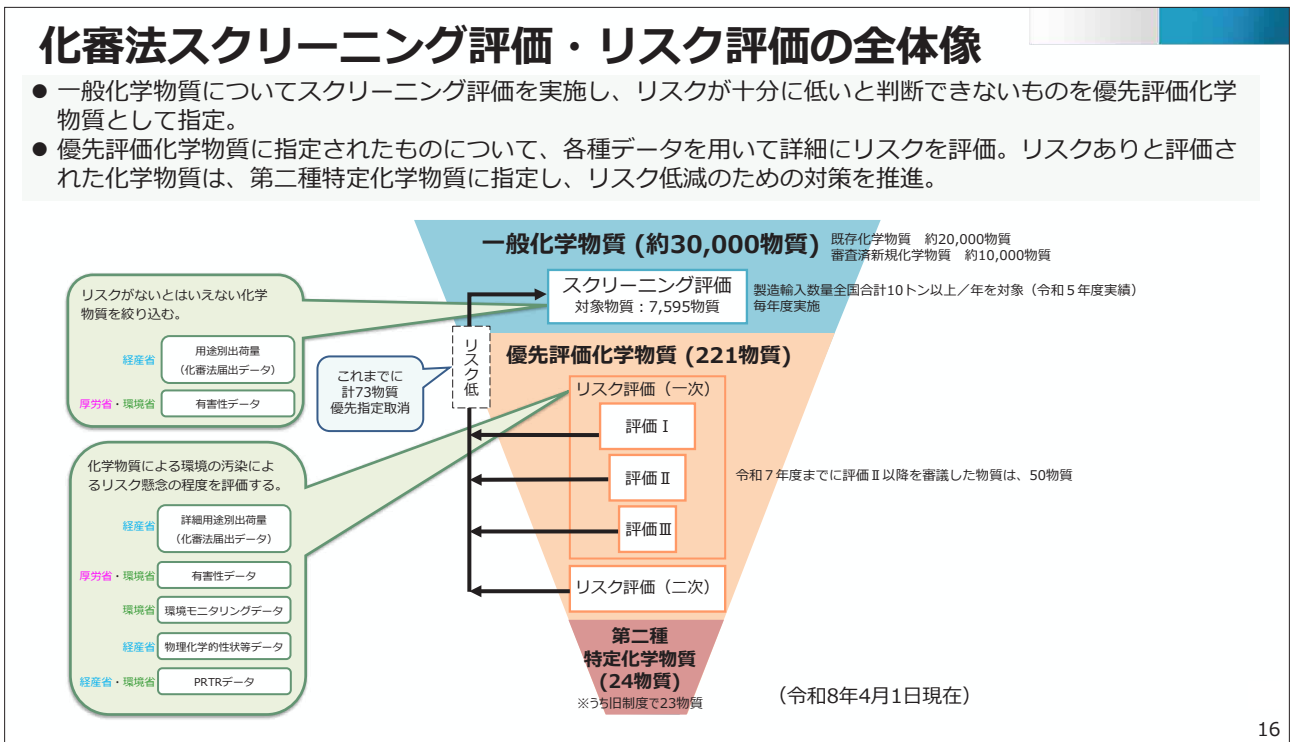 化審法スクリーニング評価・リスク評価の全体像
● 一般化学物質についてスクリーニング評価を実施し、リスクが十分に低いと判断できないものを優先評価化学
物質として指定。
● 優先評価化学物質に指定されたものについて、各種データを用いて詳細にリスクを評価。リスクありと評価さ
れた化学物質は、第二種特定化学物質に指定し、リスク低減のための対策を推進。
一般化学物質 (約30,000物質)
既存化学物質　約20,000物質
審査済新規化学物質　約10,000物質
スクリーニング評価
対象物質：7,595物質
製造輸入数量全国合計10トン以上／年を対象（令和５年度実績）
毎年度実施
リスクがないとはいえない化学
物質を絞り込む。
経産省
用途別出荷量
（化審法届出データ）
厚労省・環境省
有害性データ
これまでに
計73物質
優先指定取消
リスク低
優先評価化学物質 (221物質)
リスク評価（一次）
評価Ⅰ
評価Ⅱ
評価Ⅲ
令和７年度までに評価Ⅱ以降を審議した物質は、50物質
リスク評価（二次）
化学物質による環境の汚染によ
るリスク懸念の程度を評価する。
経産省
詳細用途別出荷量
（化審法届出データ）
厚労省・環境省
有害性データ
環境省
環境モニタリングデータ
経産省
物理化学的性状等データ
経産省・環境省
PRTRデータ
第二種
特定化学物質
(24物質)
※うち旧制度で23物質
（令和8年4月1日現在）
16